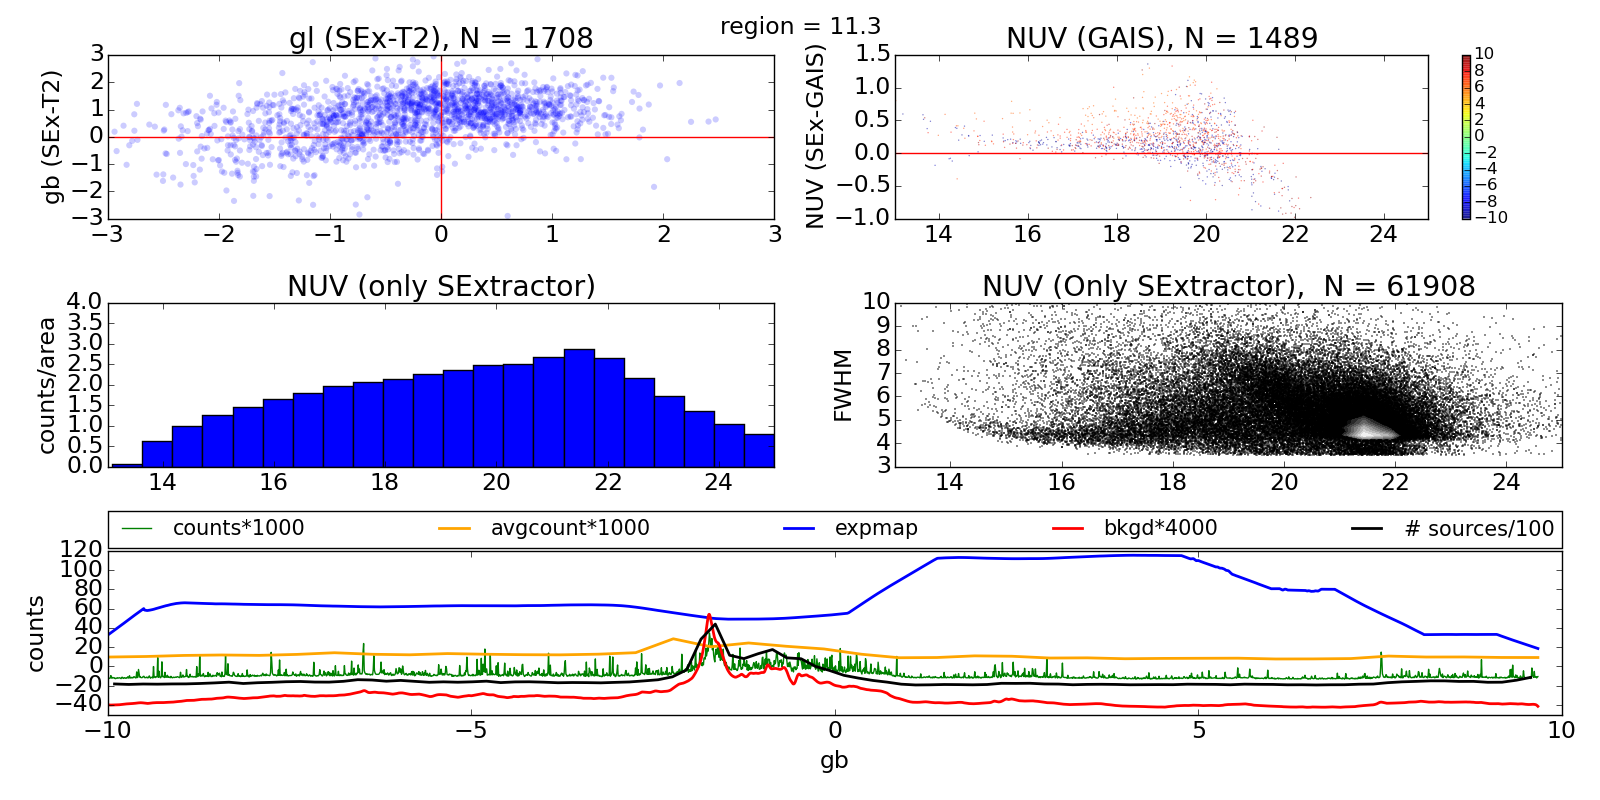 region = 11.3
gl (SEx-T2), N = 1708
gb (SEx-T2)
3
2
1
0
−1
−2
−3
−3 −2 −1 0 1 2 3
NUV (GAIS), N = 1489
NUV (SEx-GAIS)
1.5
1.0
0.5
0.0
−0.5
−1.0
14 16 18 20 22 24
10
8
6
4
2
0
−2
−4
−6
−8
−10
NUV (only SExtractor)
counts/area
4.0
3.5
3.0
2.5
2.0
1.5
1.0
0.5
0.0
14 16 18 20 22 24
NUV (Only SExtractor),  N = 61908
FWHM
10
9
8
7
6
5
4
3
14 16 18 20 22 24
counts*1000 avgcount*1000 expmap bkgd*4000 # sources/100
counts
120
100
80
60
40
20
0
−20
−40
−10 −5 0 5 10
gb